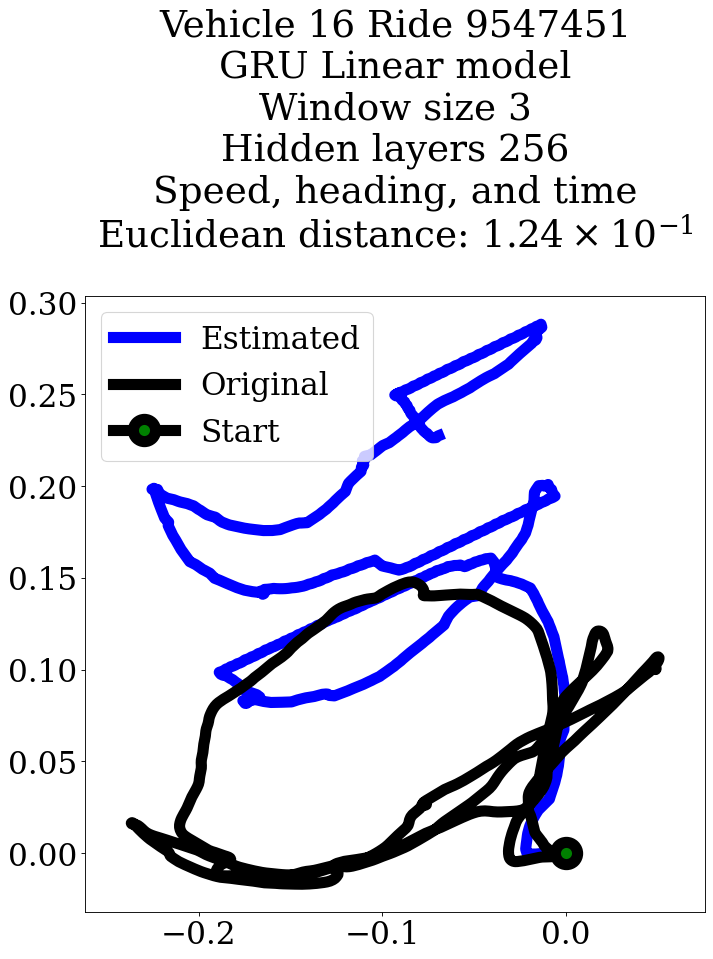 Vehicle 16 Ride 9547451
GRU Linear model
Window size 3
Hidden layers 256
Speed, heading, and time
Euclidean distance: 1.24 × 10⁻¹
0.30
Estimated
0.25
Original
Start
0.20
0.15
0.10
0.05
0.00
−0.2
−0.1
0.0